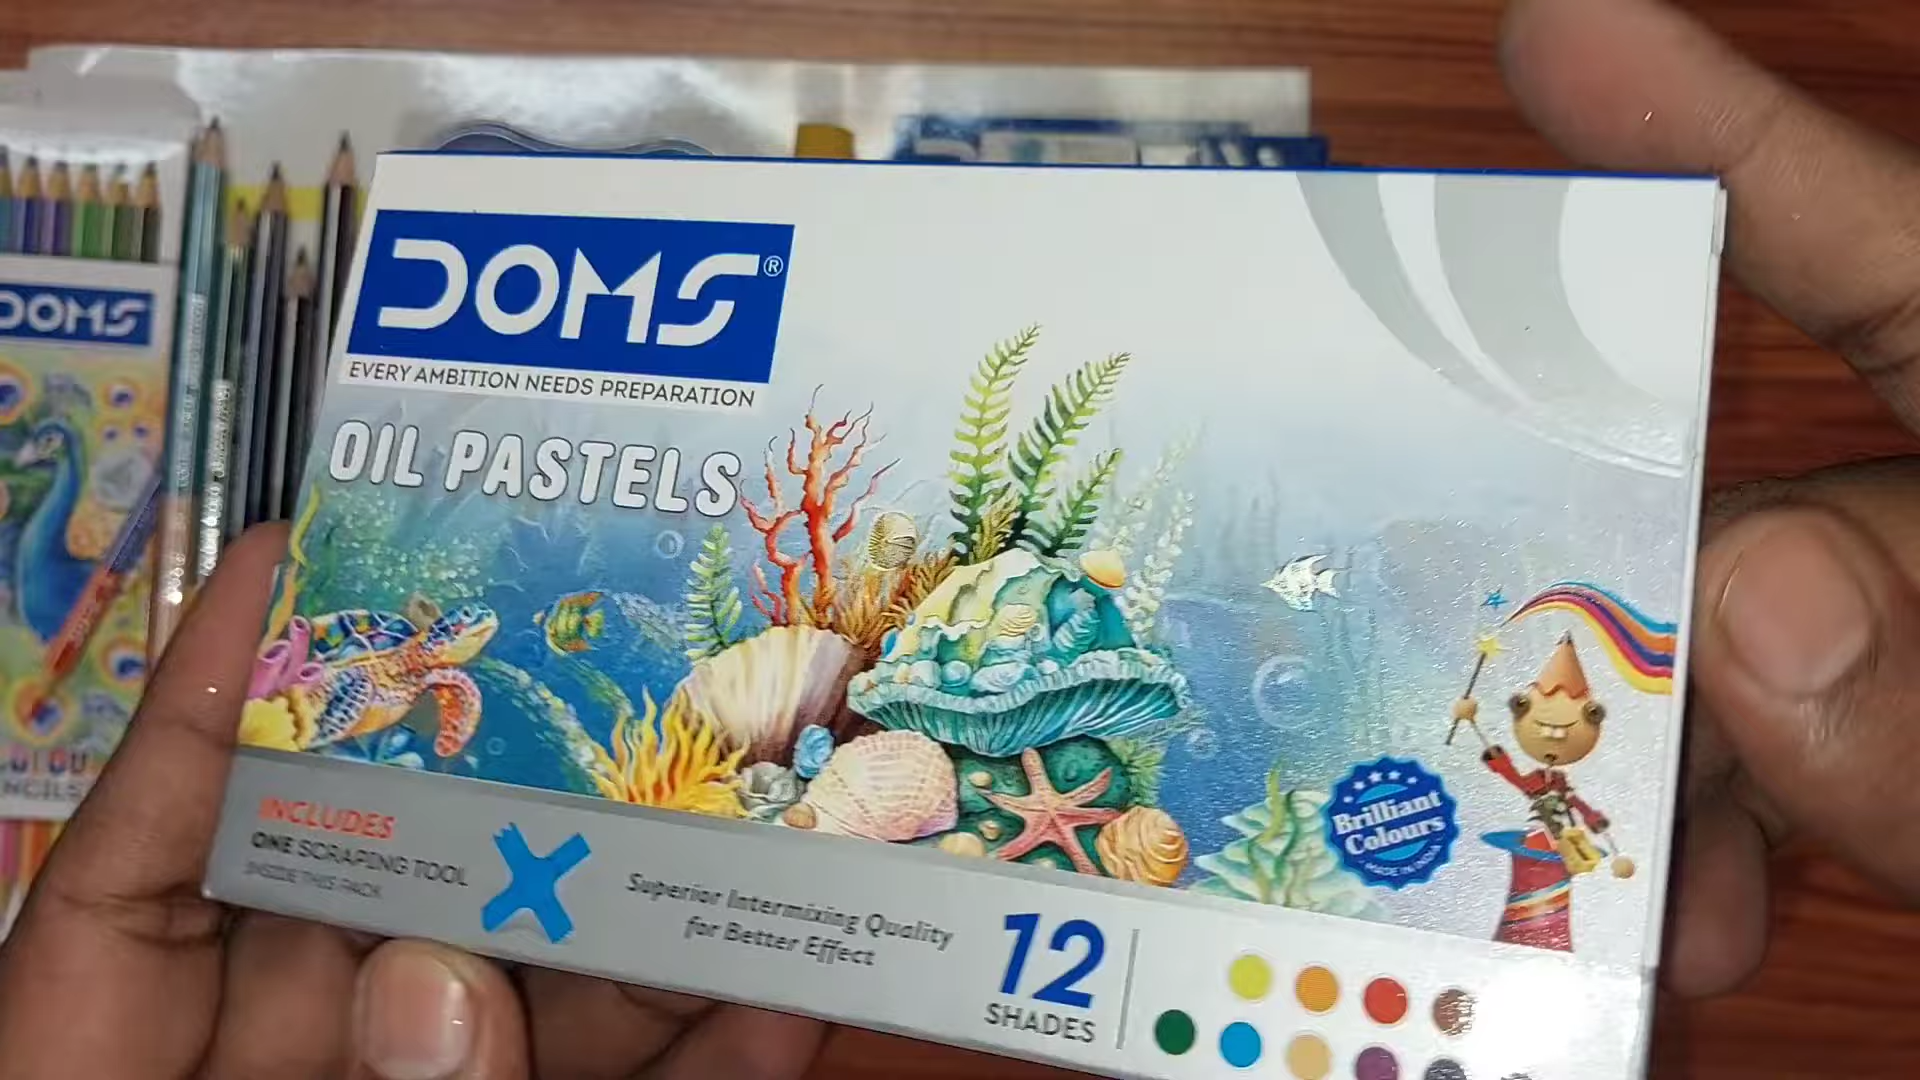 DOMS®
EVERY AMBITION NEEDS PREPARATION
OIL PASTELS
INCLUDES
ONE SCRAPING TOOL
INSIDE THIS PACK
Superior Intermixing Quality
for Better Effect
12
SHADES
Brilliant
Colours
MADE IN INDIA
DOMS